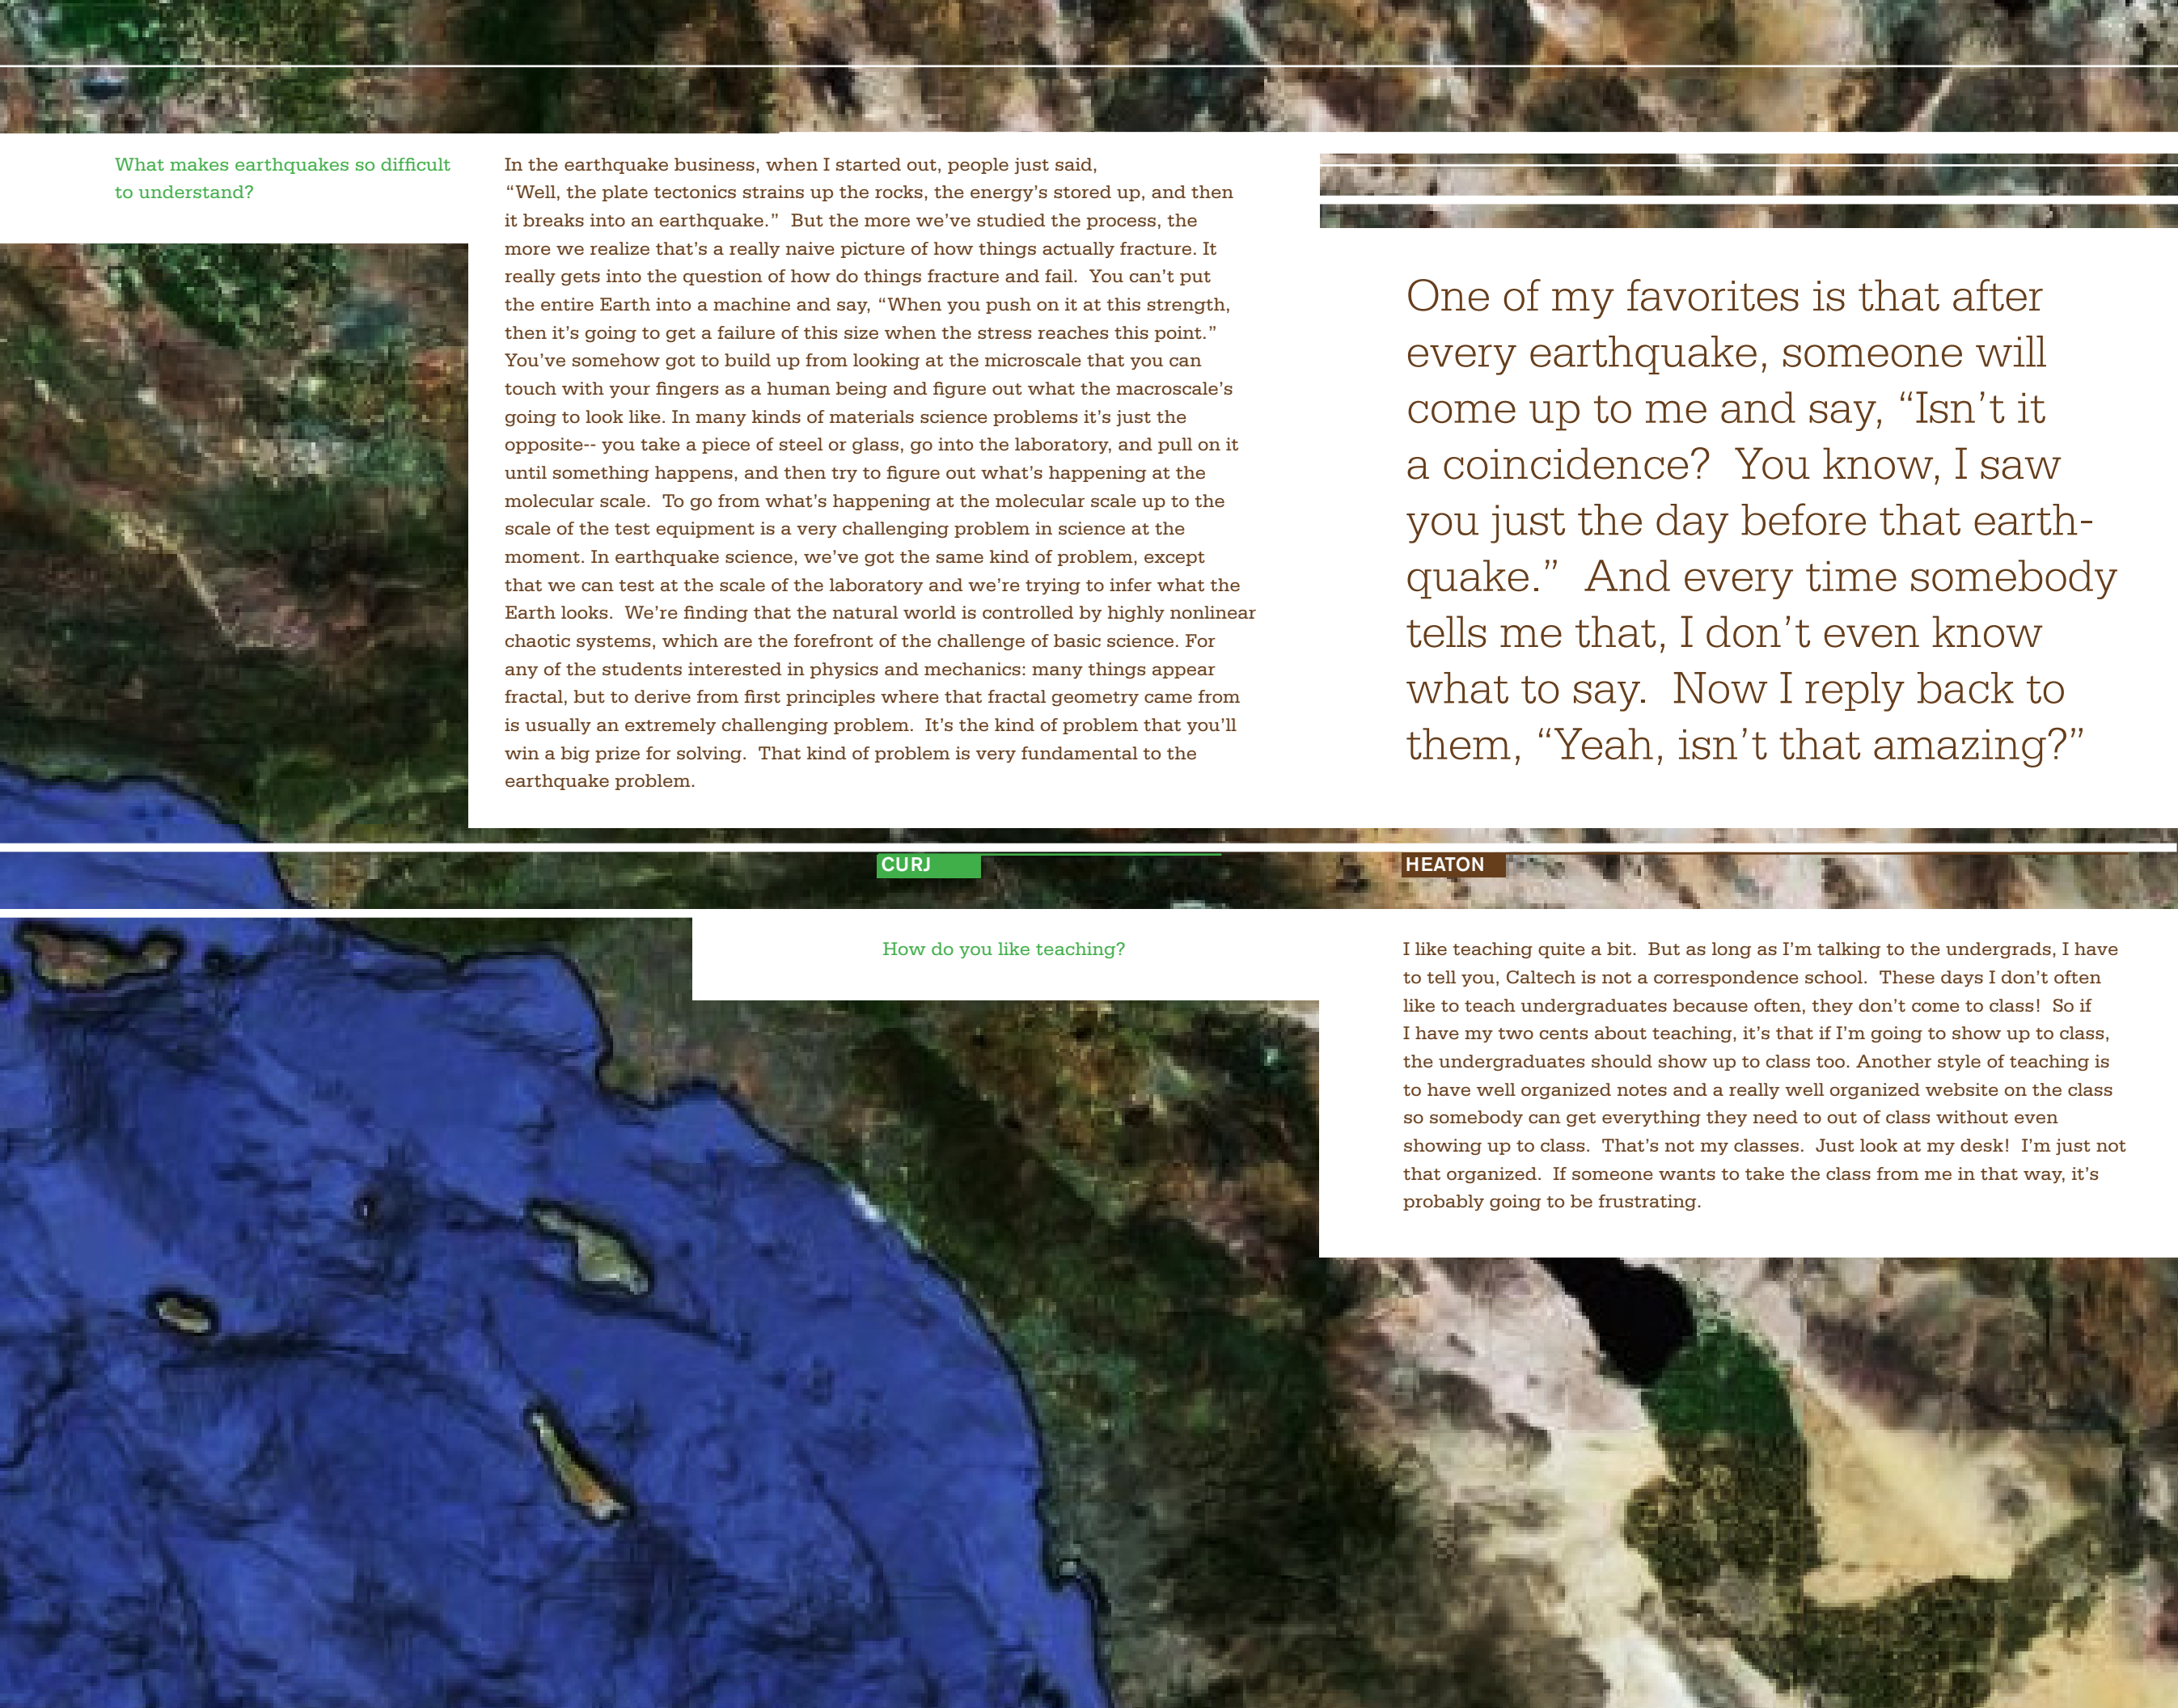 What makes earthquakes so difficult
to understand?
In the earthquake business, when I started out, people just said,
“Well, the plate tectonics strains up the rocks, the energy’s stored up, and then
it breaks into an earthquake.”  But the more we’ve studied the process, the
more we realize that’s a really naive picture of how things actually fracture. It
really gets into the question of how do things fracture and fail.  You can’t put
the entire Earth into a machine and say, “When you push on it at this strength,
then it’s going to get a failure of this size when the stress reaches this point.”
You’ve somehow got to build up from looking at the microscale that you can
touch with your fingers as a human being and figure out what the macroscale’s
going to look like. In many kinds of materials science problems it’s just the
opposite-- you take a piece of steel or glass, go into the laboratory, and pull on it
until something happens, and then try to figure out what’s happening at the
molecular scale.  To go from what’s happening at the molecular scale up to the
scale of the test equipment is a very challenging problem in science at the
moment. In earthquake science, we’ve got the same kind of problem, except
that we can test at the scale of the laboratory and we’re trying to infer what the
Earth looks.  We’re finding that the natural world is controlled by highly nonlinear
chaotic systems, which are the forefront of the challenge of basic science. For
any of the students interested in physics and mechanics: many things appear
fractal, but to derive from first principles where that fractal geometry came from
is usually an extremely challenging problem.  It’s the kind of problem that you’ll
win a big prize for solving.  That kind of problem is very fundamental to the
earthquake problem.
One of my favorites is that after
every earthquake, someone will
come up to me and say, “Isn’t it
a coincidence?  You know, I saw
you just the day before that earth-
quake.”  And every time somebody
tells me that, I don’t even know
what to say.  Now I reply back to
them, “Yeah, isn’t that amazing?”
CURJ
HEATON
How do you like teaching?
I like teaching quite a bit.  But as long as I’m talking to the undergrads, I have
to tell you, Caltech is not a correspondence school.  These days I don’t often
like to teach undergraduates because often, they don’t come to class!  So if
I have my two cents about teaching, it’s that if I’m going to show up to class,
the undergraduates should show up to class too. Another style of teaching is
to have well organized notes and a really well organized website on the class
so somebody can get everything they need to out of class without even
showing up to class.  That’s not my classes.  Just look at my desk!  I’m just not
that organized.  If someone wants to take the class from me in that way, it’s
probably going to be frustrating.